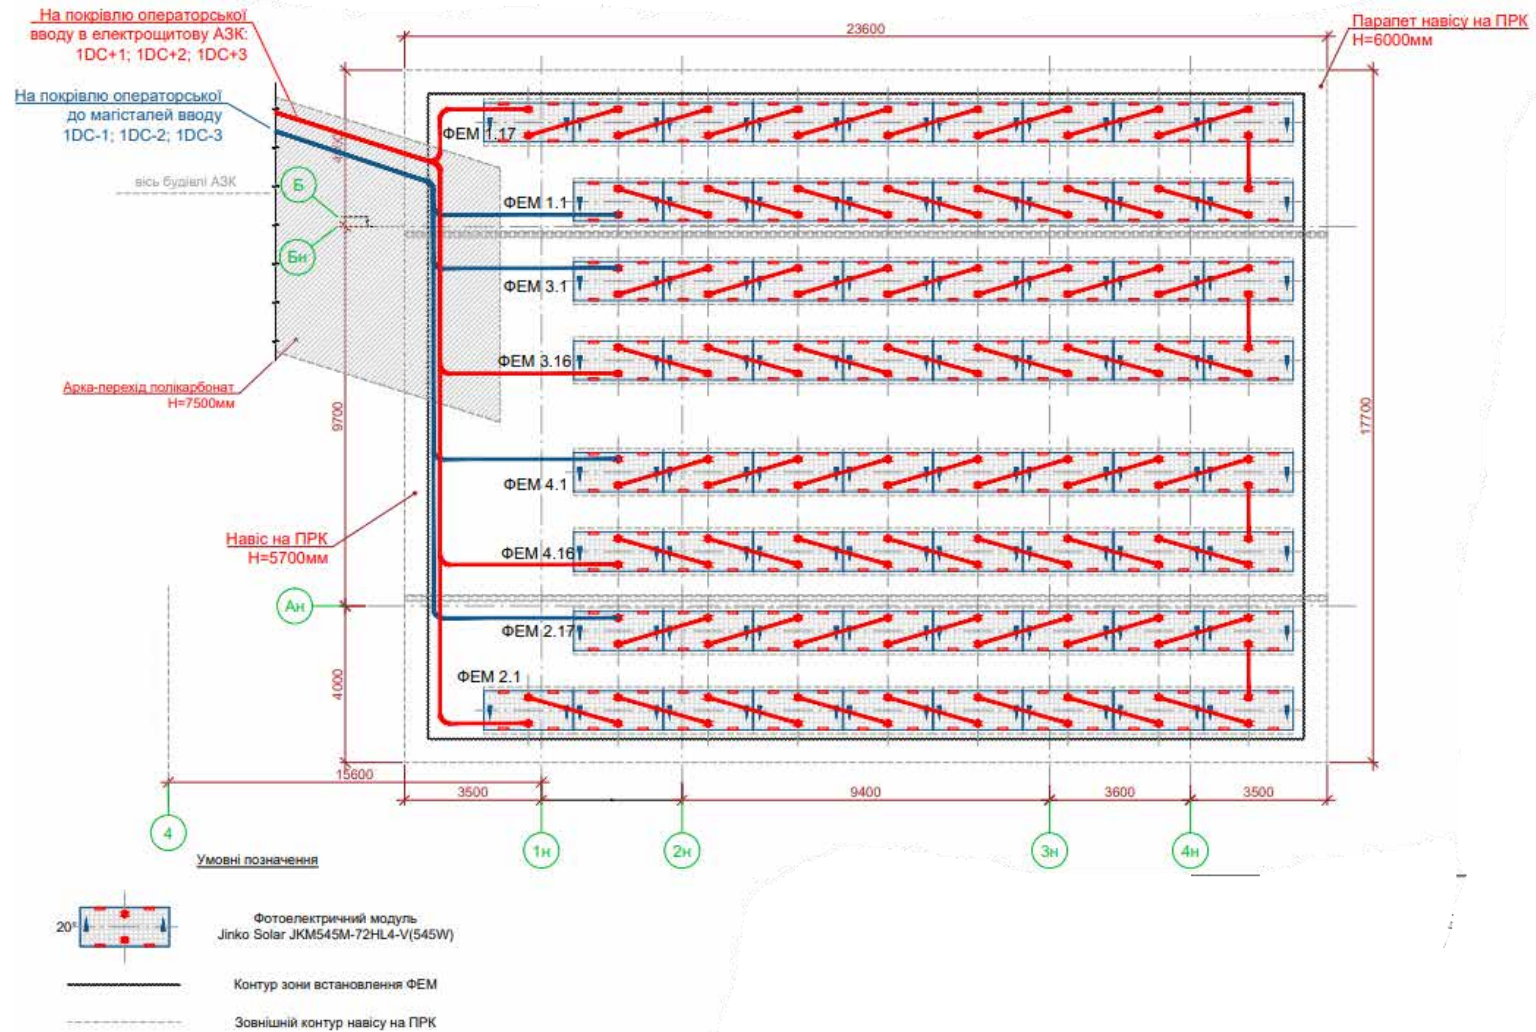 На покрівлю операторської
вводу в електрощитову АЗК:
1DC+1; 1DC+2; 1DC+3
На покрівлю операторської
до магісталей вводу
1DC-1; 1DC-2; 1DC-3
23600
Парапет навісу на ПРК
H=6000мм
ФЕМ 1.17
вісь будівлі АЗК
Б
ФЕМ 1.1
Бн
ФЕМ 3.1
ФЕМ 3.16
Арка-перехід полікарбонат
H=7500мм
9700
17700
ФЕМ 4.1
Навіс на ПРК
H=5700мм
ФЕМ 4.16
Ан
ФЕМ 2.17
ФЕМ 2.1
4000
15600
3500
9400
3600
3500
4
1н
2н
3н
4н
Умовні позначення
20°
Фотоелектричний модуль
Jinko Solar JKM545M-72HL4-V(545W)
Контур зони встановлення ФЕМ
Зовнішній контур навісу на ПРК